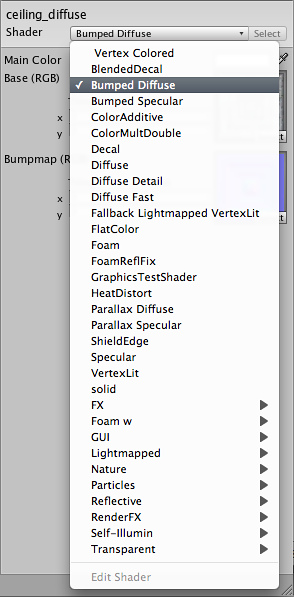 ceiling_diffuse
Shader Bumped Diffuse Select
Main Color
Base (RGB)
x
y
Bumpmap (R
x
y
Vertex Colored
BlendedDecal
✓ Bumped Diffuse
Bumped Specular
ColorAdditive
ColorMultDouble
Decal
Diffuse
Diffuse Detail
Diffuse Fast
Fallback Lightmapped VertexLit
FlatColor
Foam
FoamReflFix
GraphicsTestShader
HeatDistort
Parallax Diffuse
Parallax Specular
ShieldEdge
Specular
VertexLit
solid
FX
Foam w
GUI
Lightmapped
Nature
Particles
Reflective
RenderFX
Self-Illumin
Transparent
Edit Shader